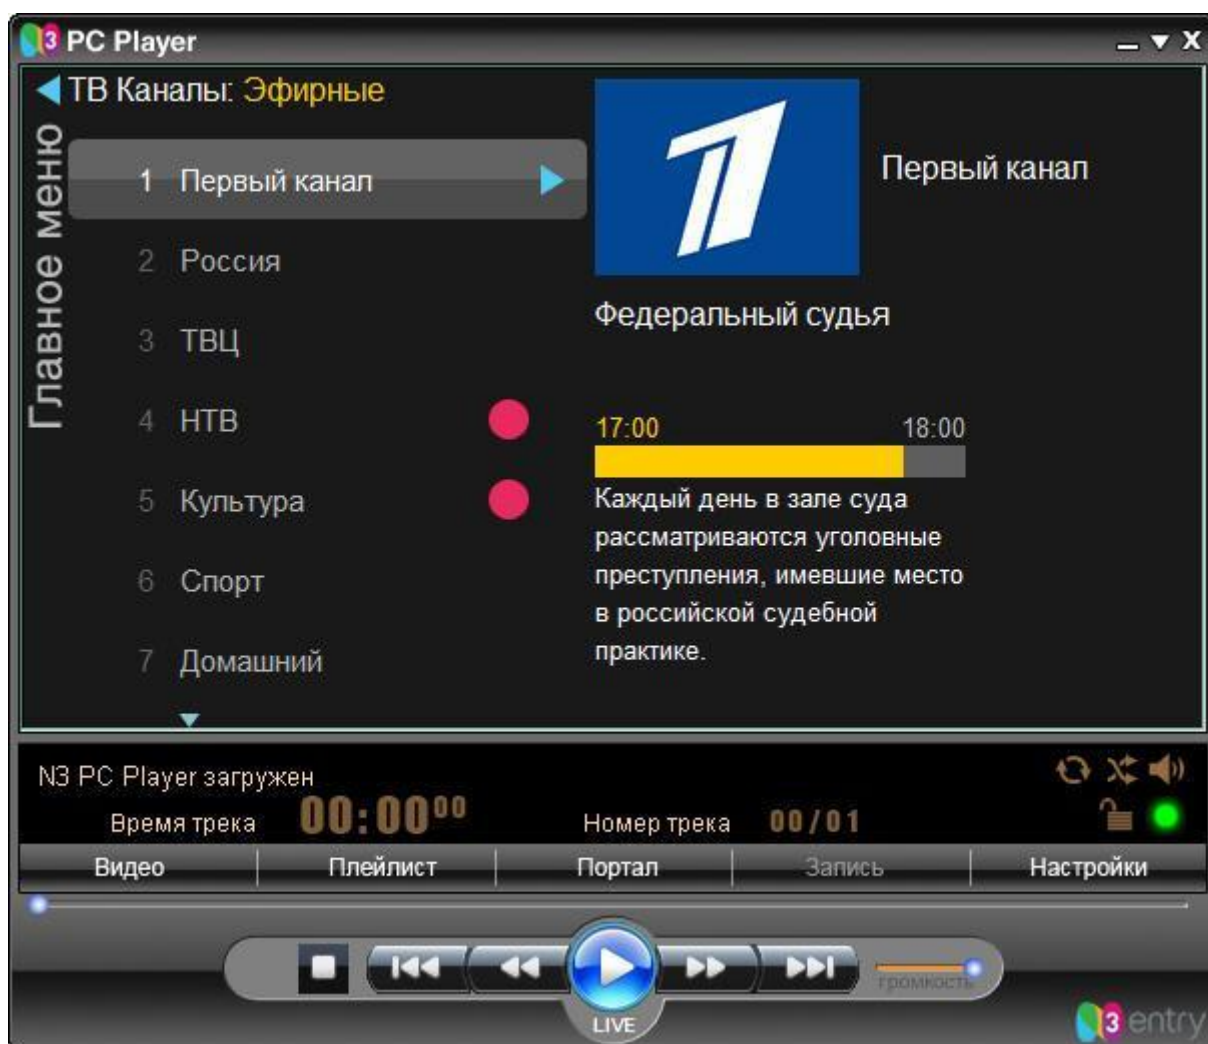 N3 PC Player
ТВ Каналы: Эфирные
Главное меню
1 Первый канал
2 Россия
3 ТВЦ
4 НТВ
5 Культура
6 Спорт
7 Домашний
1
Первый канал
Федеральный судья
17:00 18:00
Каждый день в зале суда
рассматриваются уголовные
преступления, имевшие место
в российской судебной
практике.
N3 PC Player загружен
Время трека 00:00 00 Номер трека 00/01
Видео Плейлист Портал Запись Настройки
громкость
LIVE
N3 entry